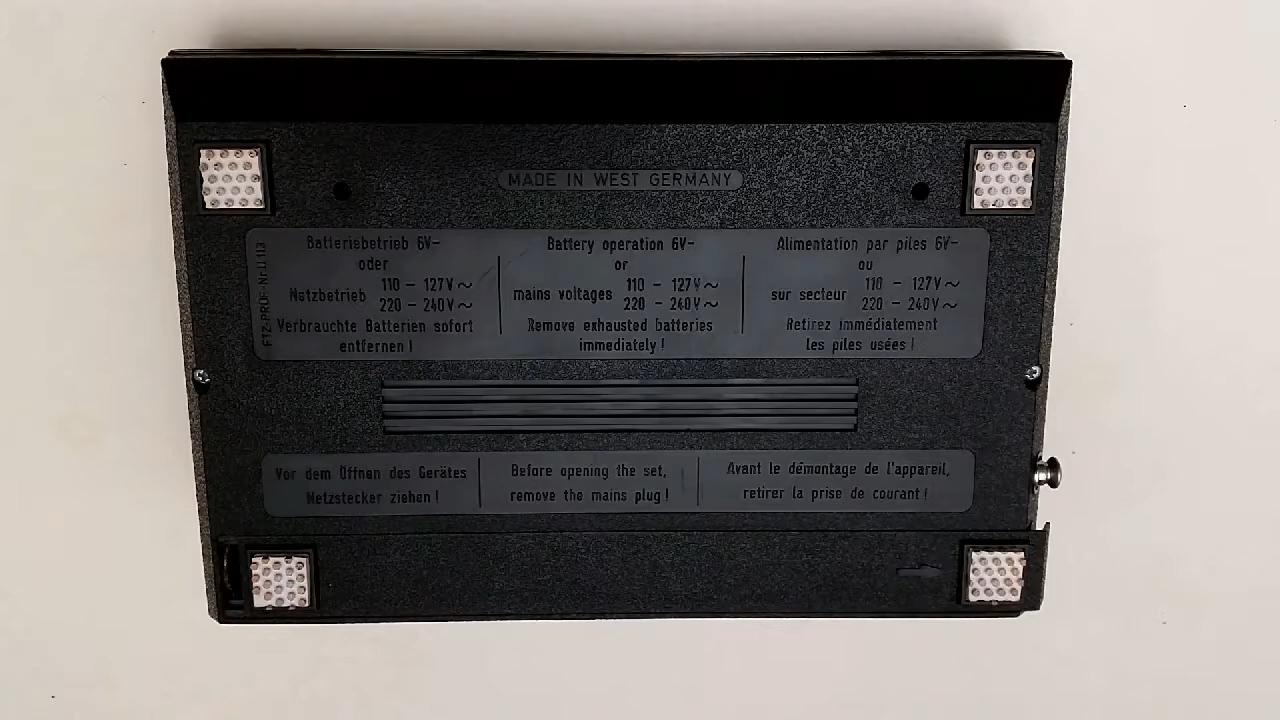 MADE IN WEST GERMANY
FTZ-PRÜF-Nr. U 113
Batteriebetrieb 6V-
oder
Netzbetrieb 110 - 127V~
220 - 240V~
Verbrauchte Batterien sofort
entfernen!
Battery operation 6V-
or
mains voltages 110 - 127V~
220 - 240V~
Remove exhausted batteries
immediately!
Alimentation par piles 6V-
ou
sur secteur 110 - 127V~
220 - 240V~
Retirez immédiatement
les piles usées!
Vor dem Öffnen des Gerätes
Netzstecker ziehen!
Before opening the set,
remove the mains plug!
Avant le démontage de l'appareil,
retirer la prise de courant!